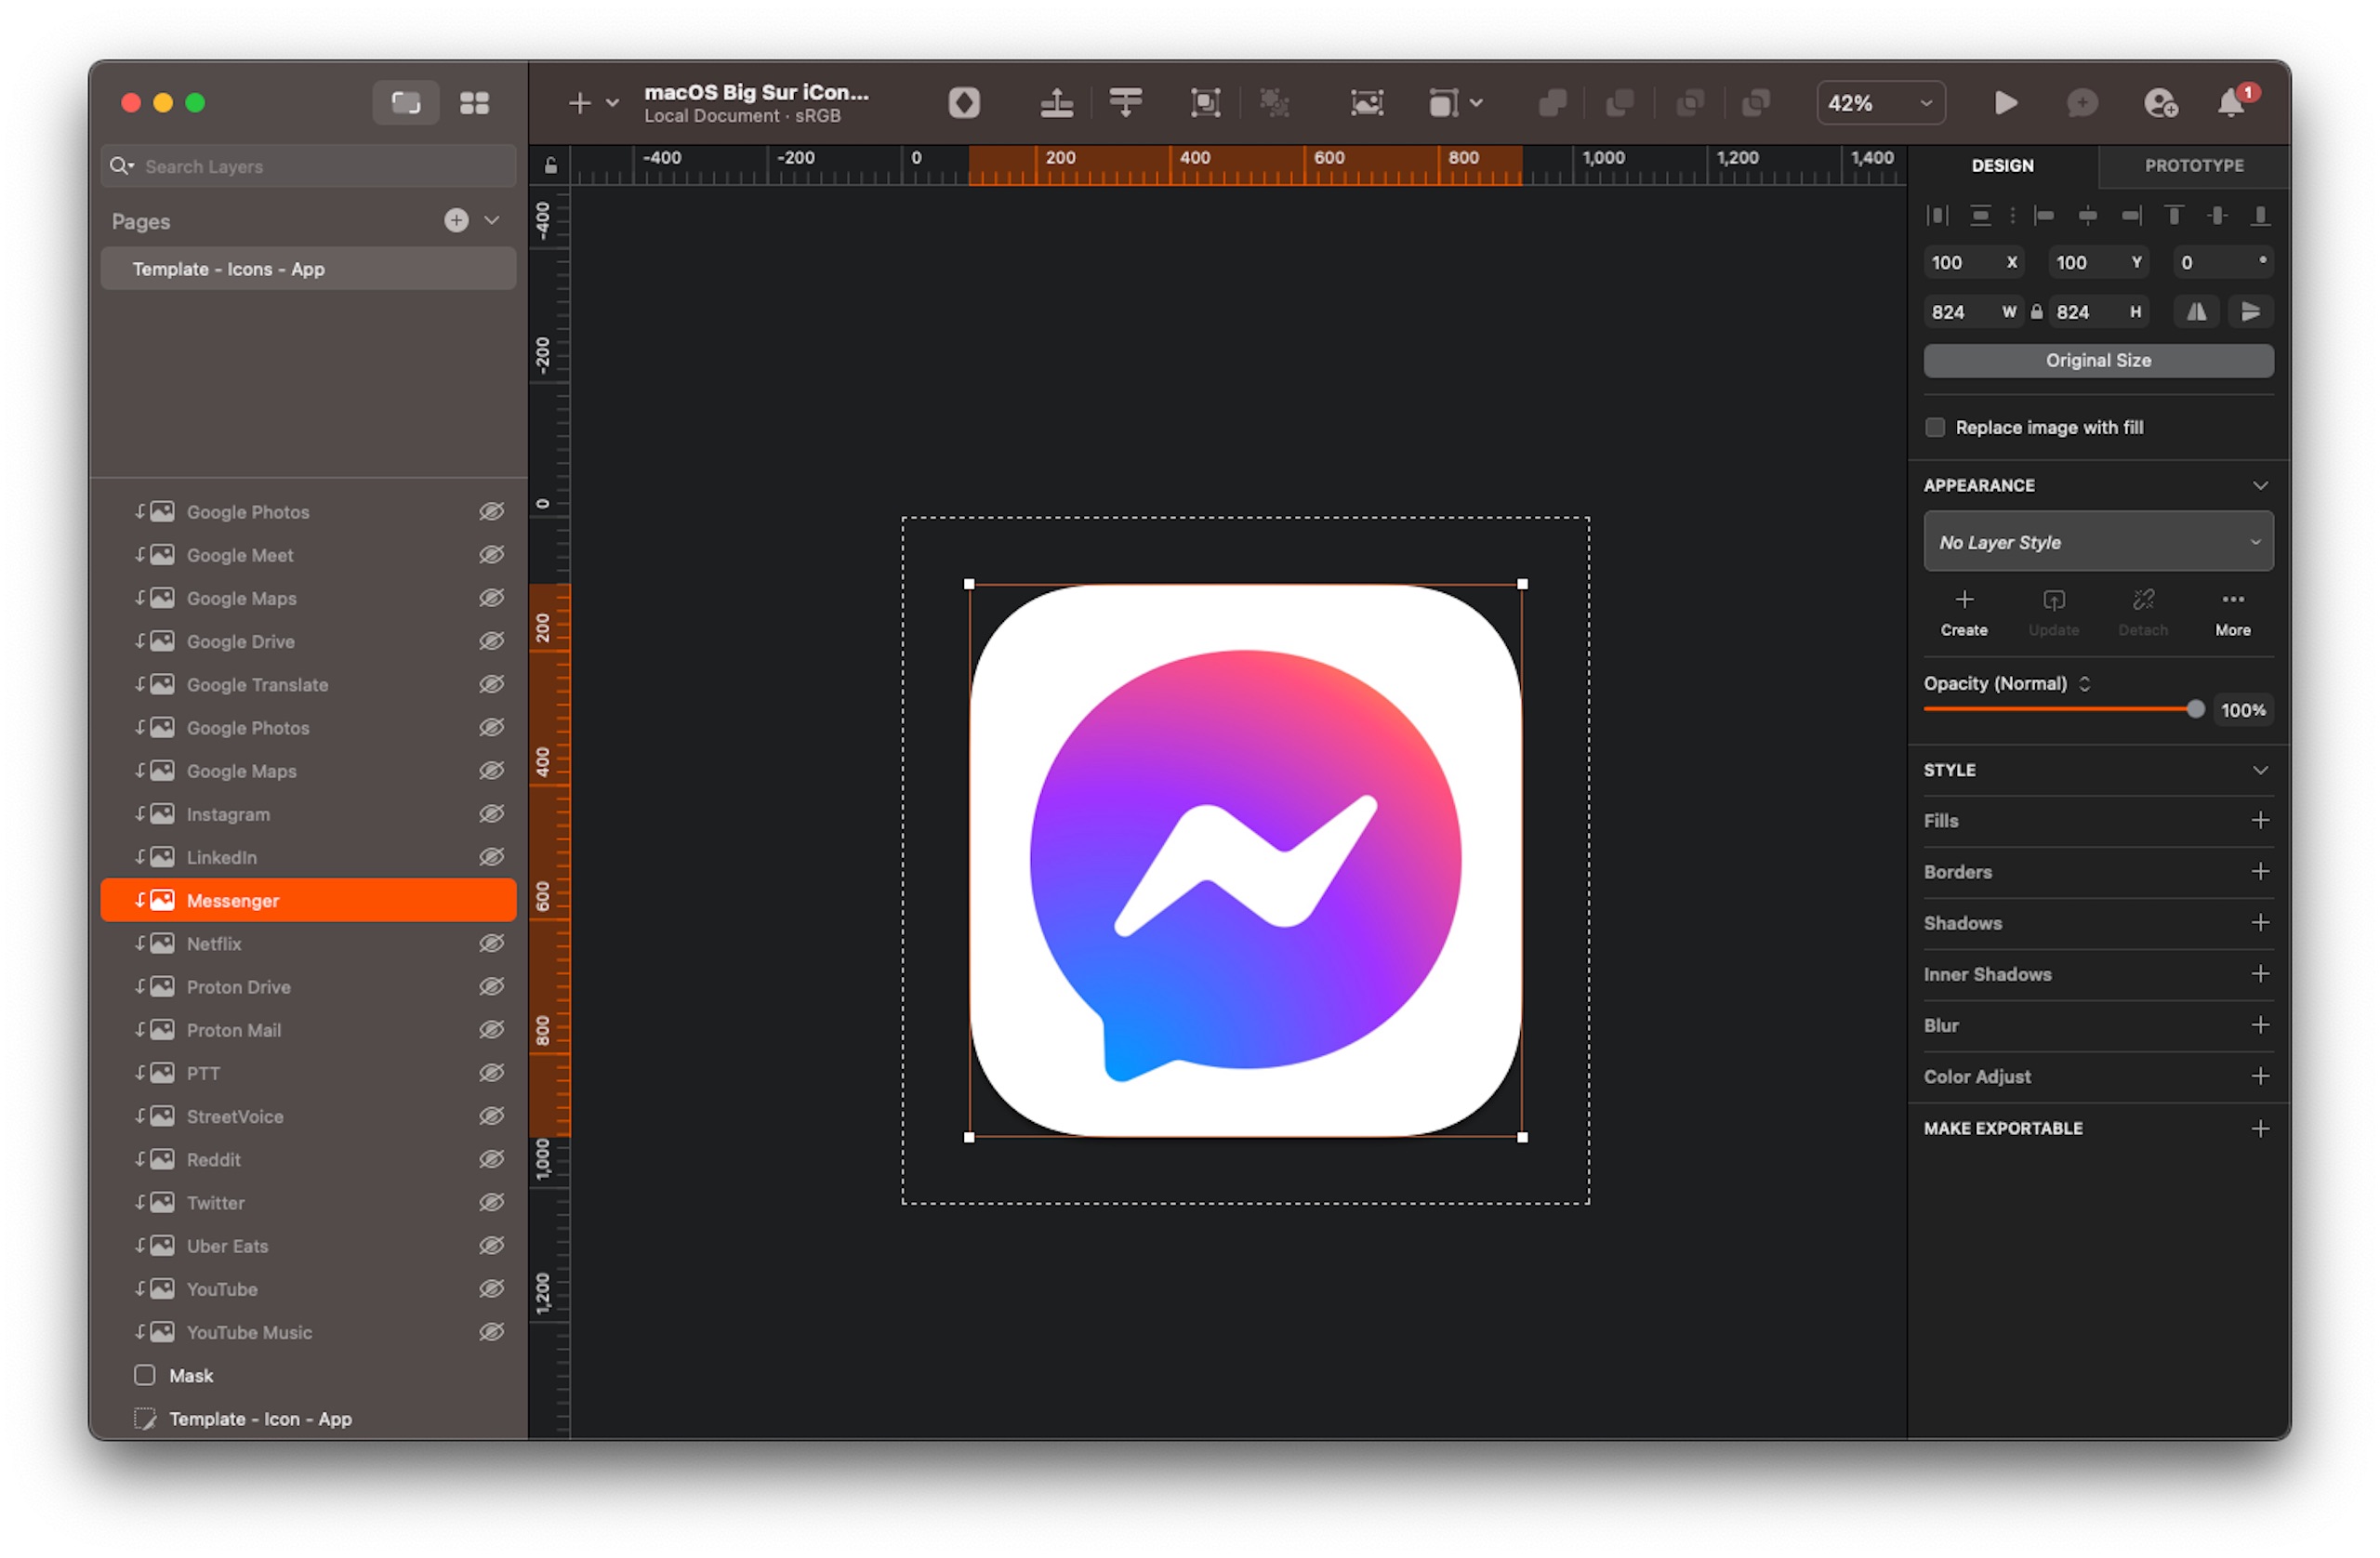 macOS Big Sur iCon...
Local Document · sRGB
42%
1
Search Layers
Pages
Template - Icons - App
Google Photos
Google Meet
Google Maps
Google Drive
Google Translate
Google Photos
Google Maps
Instagram
LinkedIn
Messenger
Netflix
Proton Drive
Proton Mail
PTT
StreetVoice
Reddit
Twitter
Uber Eats
YouTube
YouTube Music
Mask
Template - Icon - App
-400 -200 0 200 400 600 800 1,000 1,200 1,400
-400
-200
0
200
400
600
800
1,000
1,200
DESIGN PROTOTYPE
100 X 100 Y 0 °
824 W 824 H
Original Size
Replace image with fill
APPEARANCE
No Layer Style
Create Update Detach More
Opacity (Normal)
100%
STYLE
Fills
Borders
Shadows
Inner Shadows
Blur
Color Adjust
MAKE EXPORTABLE